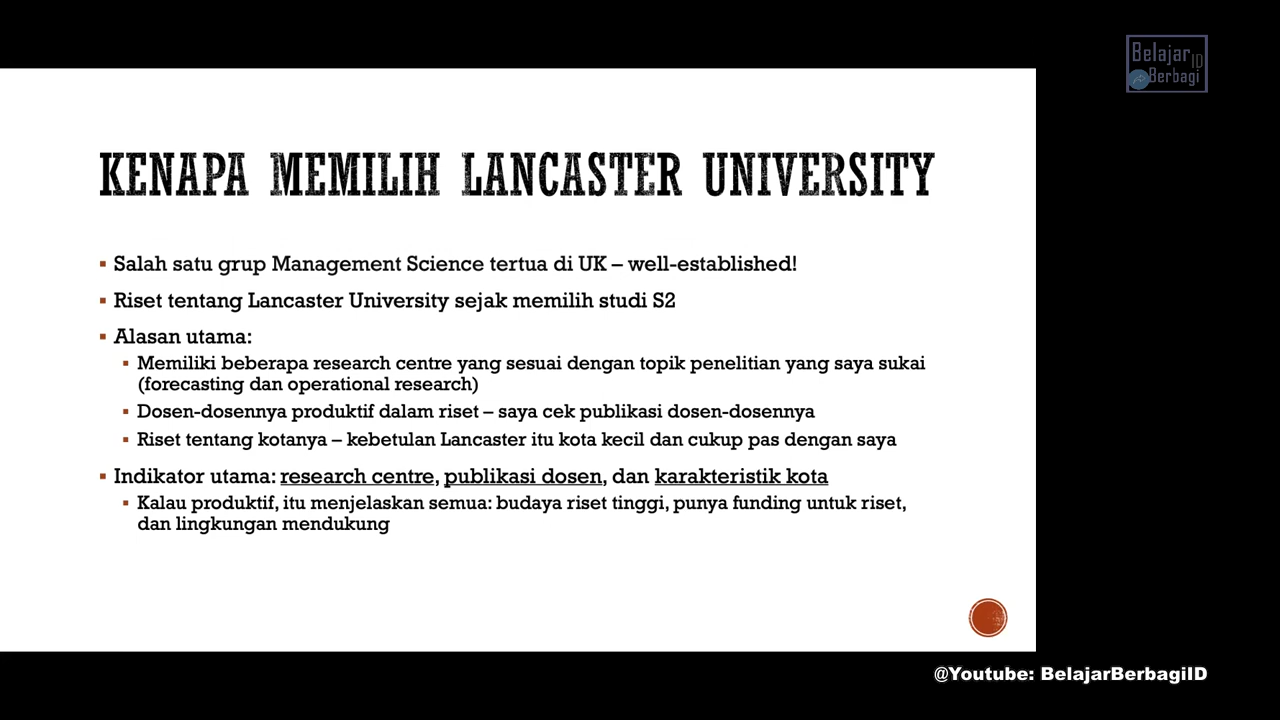 Belajar ID
Berbagi
KENAPA MEMILIH LANCASTER UNIVERSITY
▪ Salah satu grup Management Science tertua di UK – well-established!
▪ Riset tentang Lancaster University sejak memilih studi S2
▪ Alasan utama:
▪ Memiliki beberapa research centre yang sesuai dengan topik penelitian yang saya sukai
(forecasting dan operational research)
▪ Dosen-dosennya produktif dalam riset – saya cek publikasi dosen-dosennya
▪ Riset tentang kotanya – kebetulan Lancaster itu kota kecil dan cukup pas dengan saya
▪ Indikator utama: research centre, publikasi dosen, dan karakteristik kota
▪ Kalau produktif, itu menjelaskan semua: budaya riset tinggi, punya funding untuk riset,
dan lingkungan mendukung
@Youtube: BelajarBerbagiID